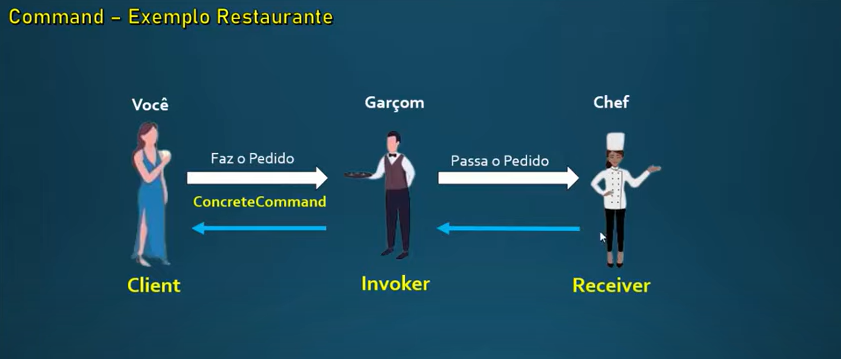 Command – Exemplo Restaurante
Você
Garçom
Chef
Faz o Pedido
Passa o Pedido
ConcreteCommand
Client
Invoker
Receiver